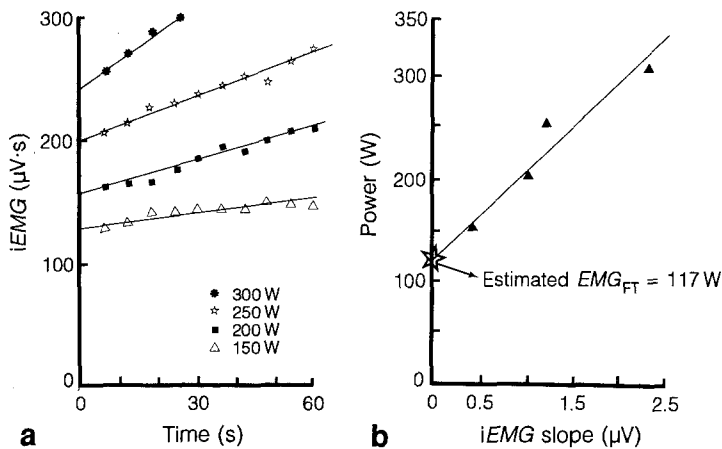 300
200
100
0
iEMG (µV·s)
300 W
250 W
200 W
150 W
0
30
60
Time (s)
a
350
300
200
100
0
Power (W)
Estimated EMG_FT = 117 W
0
0.5
1.5
2.5
iEMG slope (µV)
b